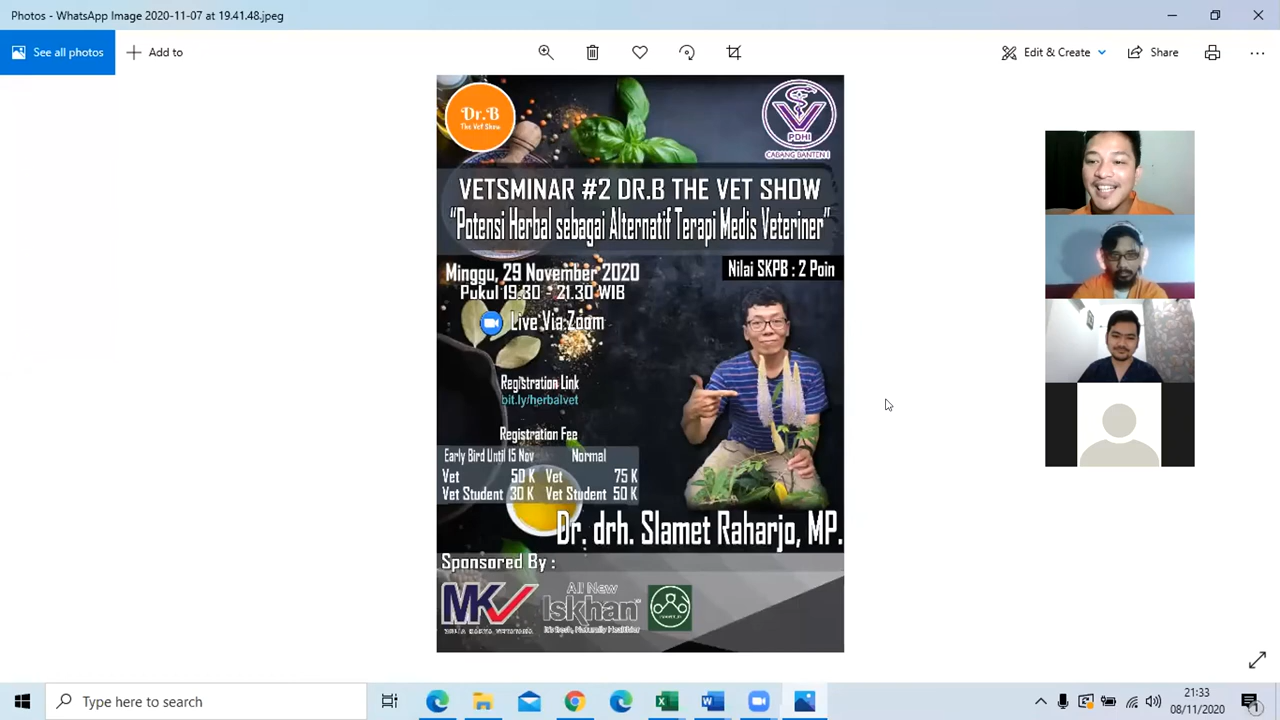 Photos - WhatsApp Image 2020-11-07 at 19.41.48.jpeg
See all photos
Add to
Edit & Create
Share
Dr.B
The Vet Show
PDHI
CABANG BANTEN I
VETSMINAR #2 DR.B THE VET SHOW
“Potensi Herbal sebagai Alternatif Terapi Medis Veteriner”
Minggu, 29 November 2020
Nilai SKPB : 2 Poin
Pukul 19.30 - 21.30 WIB
Live Via Zoom
Registration Link
bit.ly/herbalvet
Registration Fee
Early Bird Until 15 Nov Normal
Vet 50 K Vet 75 K
Vet Student 30 K Vet Student 50 K
Dr. drh. Slamet Raharjo, MP.
Sponsored By :
MKV
All New
Iskhan
Type here to search
21:33
08/11/2020
1